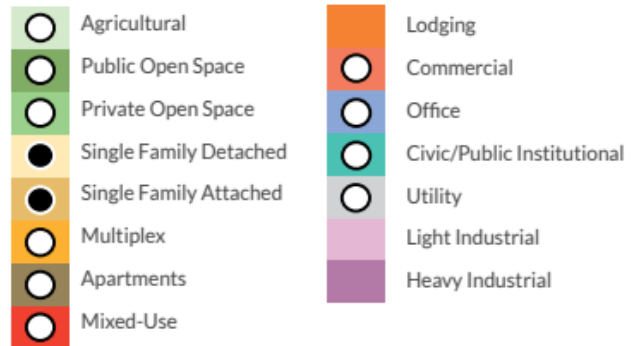 Agricultural
Public Open Space
Private Open Space
Single Family Detached
Single Family Attached
Multiplex
Apartments
Mixed-Use
Lodging
Commercial
Office
Civic/Public Institutional
Utility
Light Industrial
Heavy Industrial